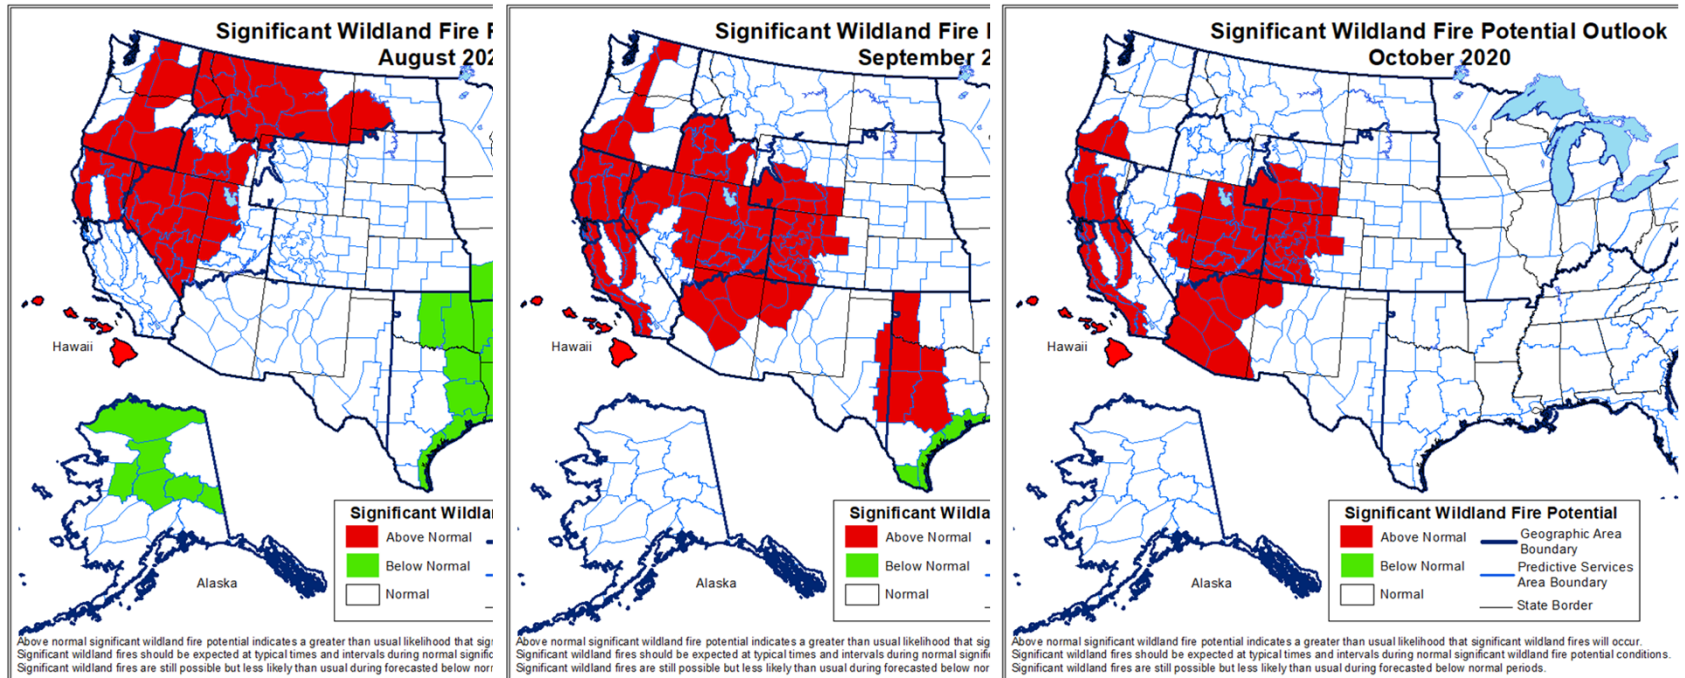 Significant Wildland Fire
August 202
Hawaii
Alaska
Significant Wildla
Above Normal
Below Normal
Normal
Above normal significant wildland fire potential indicates a greater than usual likelihood that sig
Significant wildland fires should be expected at typical times and intervals during normal signific
Significant wildland fires are still possible but less likely than usual during forecasted below nor
Significant Wildland Fire
September 2
Hawaii
Alaska
Significant Wildla
Above Normal
Below Normal
Normal
Above normal significant wildland fire potential indicates a greater than usual likelihood that sig
Significant wildland fires should be expected at typical times and intervals during normal signifi
Significant wildland fires are still possible but less likely than usual during forecasted below nor
Significant Wildland Fire Potential Outlook
October 2020
Hawaii
Alaska
Significant Wildland Fire Potential
Above Normal
Below Normal
Normal
Geographic Area
Boundary
Predictive Services
Area Boundary
State Border
Above normal significant wildland fire potential indicates a greater than usual likelihood that significant wildland fires will occur.
Significant wildland fires should be expected at typical times and intervals during normal significant wildland fire potential conditions.
Significant wildland fires are still possible but less likely than usual during forecasted below normal periods.